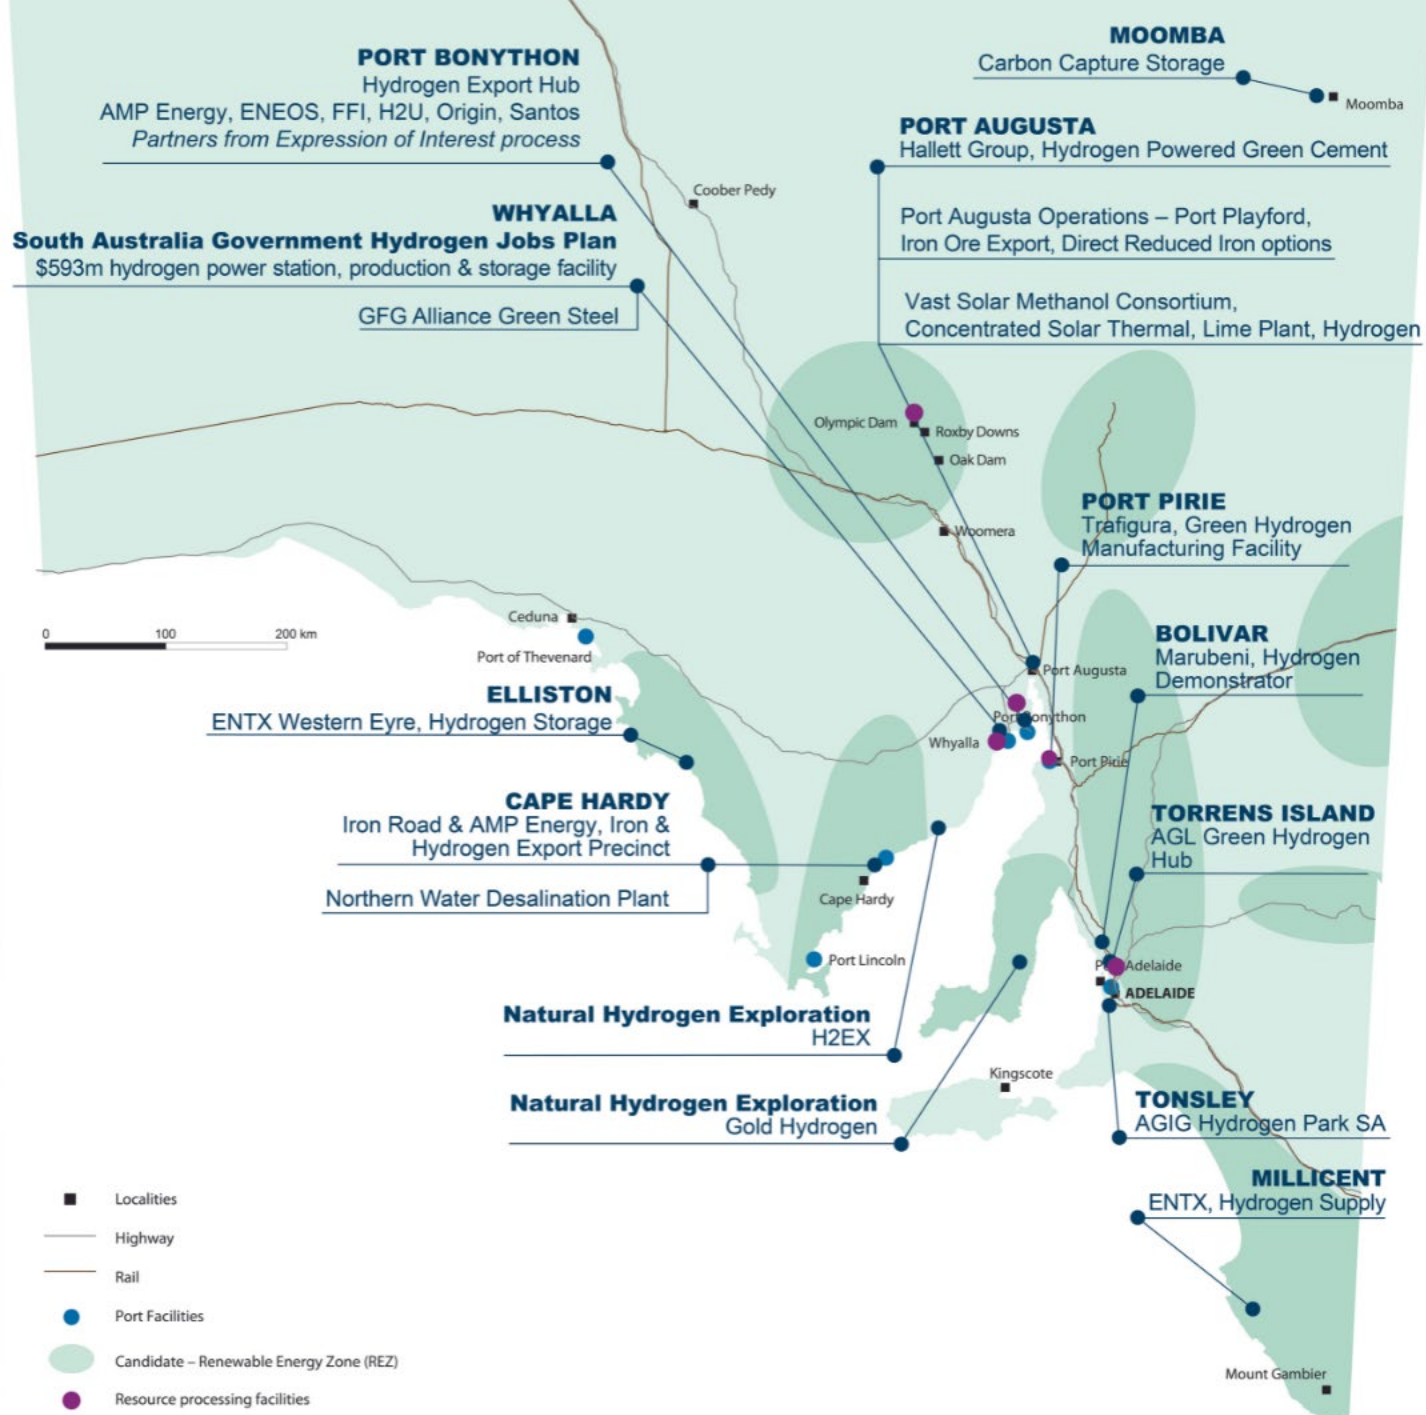 PORT BONYTHON
Hydrogen Export Hub
AMP Energy, ENEOS, FFI, H2U, Origin, Santos
Partners from Expression of Interest process
WHYALLA
South Australia Government Hydrogen Jobs Plan
$593m hydrogen power station, production & storage facility
GFG Alliance Green Steel
MOOMBA
Carbon Capture Storage
Moomba
PORT AUGUSTA
Hallett Group, Hydrogen Powered Green Cement
Port Augusta Operations – Port Playford,
Iron Ore Export, Direct Reduced Iron options
Vast Solar Methanol Consortium,
Concentrated Solar Thermal, Lime Plant, Hydrogen
Coober Pedy
Olympic Dam
Roxby Downs
Oak Dam
Woomera
PORT PIRIE
Trafigura, Green Hydrogen
Manufacturing Facility
Ceduna
Port of Thevenard
0 100 200 km
Port Augusta
Port Bonython
Whyalla
Port Pirie
BOLIVAR
Marubeni, Hydrogen
Demonstrator
ELLISTON
ENTX Western Eyre, Hydrogen Storage
CAPE HARDY
Iron Road & AMP Energy, Iron &
Hydrogen Export Precinct
Northern Water Desalination Plant
Cape Hardy
Port Lincoln
TORRENS ISLAND
AGL Green Hydrogen
Hub
Port Adelaide
ADELAIDE
Natural Hydrogen Exploration
H2EX
Natural Hydrogen Exploration
Gold Hydrogen
Kingscote
TONSLEY
AGIG Hydrogen Park SA
MILLICENT
ENTX, Hydrogen Supply
Mount Gambier
Localities
Highway
Rail
Port Facilities
Candidate – Renewable Energy Zone (REZ)
Resource processing facilities